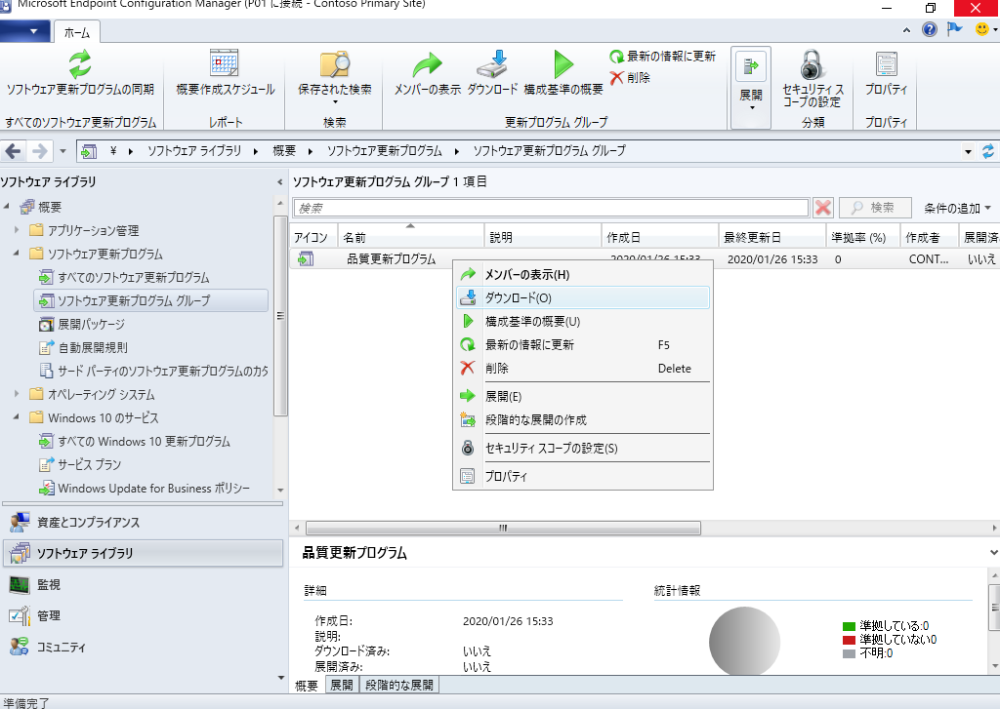 Microsoft Endpoint Configuration Manager (P01 に接続 - Contoso Primary Site)
ホーム
ソフトウェア更新プログラムの同期
概要作成スケジュール
保存された検索
メンバーの表示
ダウンロード
構成基準の概要
最新の情報に更新
削除
展開
セキュリティ ス
コープの設定
プロパティ
すべてのソフトウェア更新プログラム
レポート
検索
更新プログラム グループ
分類
プロパティ
¥
ソフトウェア ライブラリ
概要
ソフトウェア更新プログラム
ソフトウェア更新プログラム グループ
ソフトウェア ライブラリ
概要
アプリケーション管理
ソフトウェア更新プログラム
すべてのソフトウェア更新プログラム
ソフトウェア更新プログラム グループ
展開パッケージ
自動展開規則
サード パーティのソフトウェア更新プログラムのカタ
オペレーティング システム
Windows 10 のサービス
すべての Windows 10 更新プログラム
サービス プラン
Windows Update for Business ポリシー
資産とコンプライアンス
ソフトウェア ライブラリ
監視
管理
コミュニティ
ソフトウェア更新プログラム グループ 1 項目
検索
検索
条件の追加
アイコン 名前 説明 作成日 最終更新日 準拠率 (%) 作成者 展開済
品質更新プログラム 2020/01/26 15:33 2020/01/26 15:33 0 CONT... いいえ
メンバーの表示(H)
ダウンロード(O)
構成基準の概要(U)
最新の情報に更新 F5
削除 Delete
展開(E)
段階的な展開の作成
セキュリティ スコープの設定(S)
プロパティ
品質更新プログラム
詳細
作成日: 2020/01/26 15:33
説明:
ダウンロード済み: いいえ
展開済み: いいえ
統計情報
準拠している:0
準拠していない0
不明:0
概要 展開 段階的な展開
準備完了